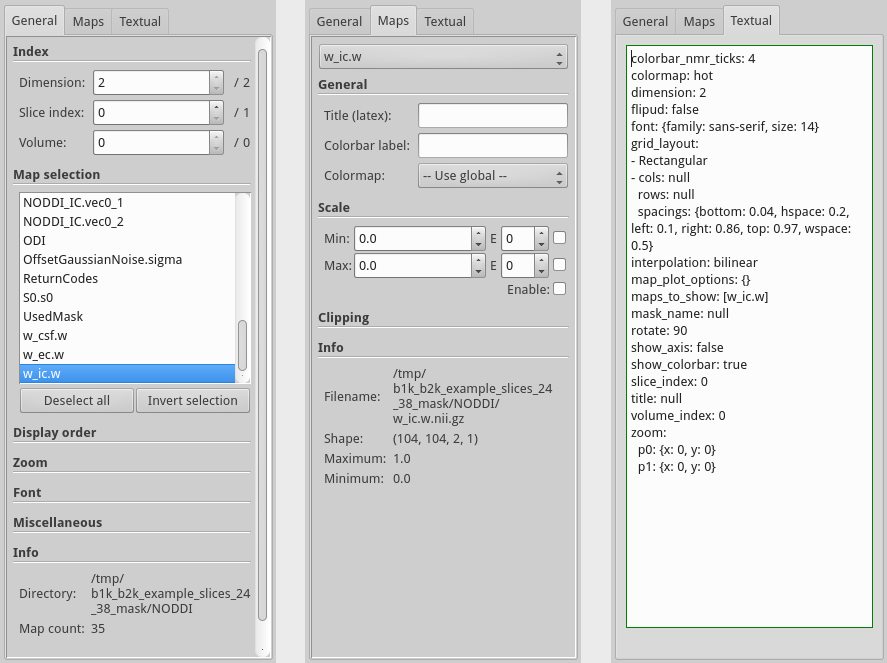 General Maps Textual
Index
Dimension: 2 / 2
Slice index: 0 / 1
Volume: 0 / 0
Map selection
NODDI_IC.vec0_1
NODDI_IC.vec0_2
ODI
OffsetGaussianNoise.sigma
ReturnCodes
S0.s0
UsedMask
w_csf.w
w_ec.w
w_ic.w
Deselect all Invert selection
Display order
Zoom
Font
Miscellaneous
Info
Directory: /tmp/
b1k_b2k_example_slices_24
_38_mask/NODDI
Map count: 35
General Maps Textual
w_ic.w
General
Title (latex):
Colorbar label:
Colormap: -- Use global --
Scale
Min: 0.0 E 0
Max: 0.0 E 0
Enable:
Clipping
Info
Filename: /tmp/
b1k_b2k_example_slices_24
_38_mask/NODDI/
w_ic.w.nii.gz
Shape: (104, 104, 2, 1)
Maximum: 1.0
Minimum: 0.0
General Maps Textual
colorbar_nmr_ticks: 4
colormap: hot
dimension: 2
flipud: false
font: {family: sans-serif, size: 14}
grid_layout:
- Rectangular
- cols: null
rows: null
spacings: {bottom: 0.04, hspace: 0.2,
left: 0.1, right: 0.86, top: 0.97, wspace:
0.5}
interpolation: bilinear
map_plot_options: {}
maps_to_show: [w_ic.w]
mask_name: null
rotate: 90
show_axis: false
show_colorbar: true
slice_index: 0
title: null
volume_index: 0
zoom:
p0: {x: 0, y: 0}
p1: {x: 0, y: 0}